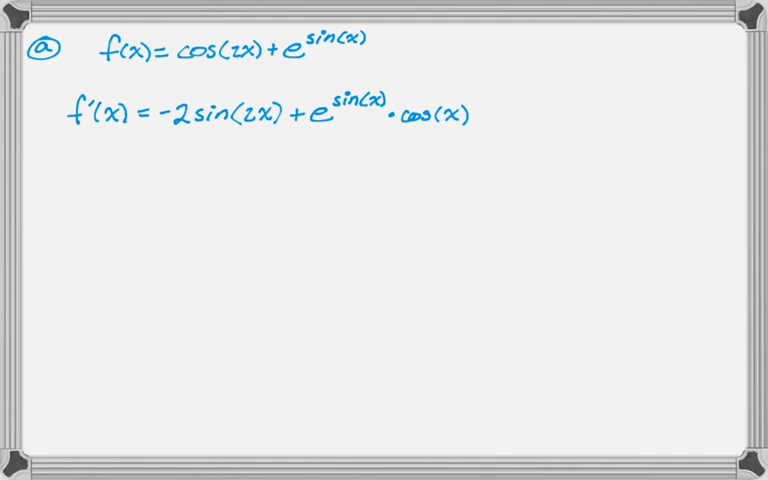 ⓐ f(x) = cos(2x) + e^sin(x)
f'(x) = -2sin(2x) + e^sin(x) · cos(x)